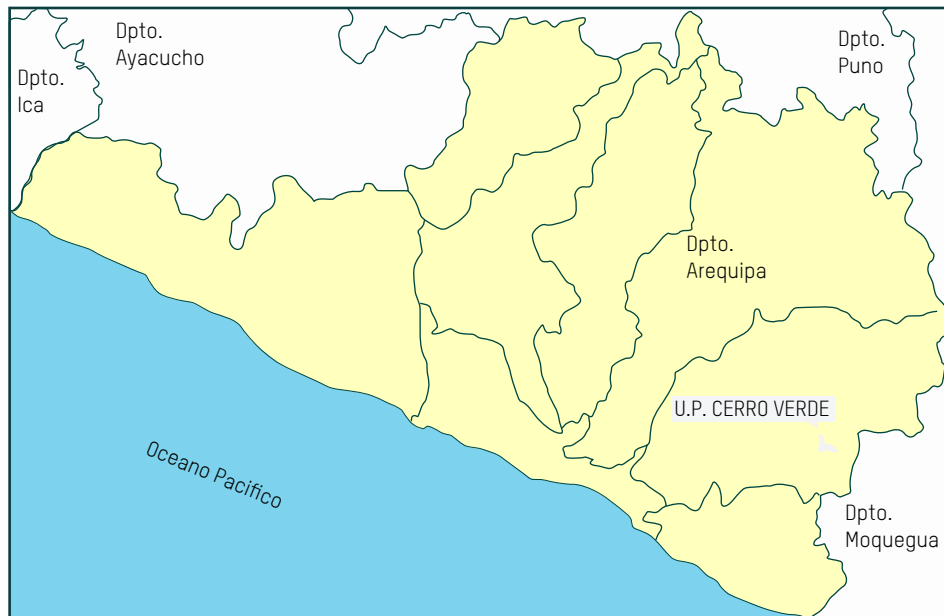 Dpto.
Ayacucho
Dpto.
Ica
Dpto.
Puno
Dpto.
Arequipa
U.P. CERRO VERDE
Oceano Pacifico
Dpto.
Moquegua